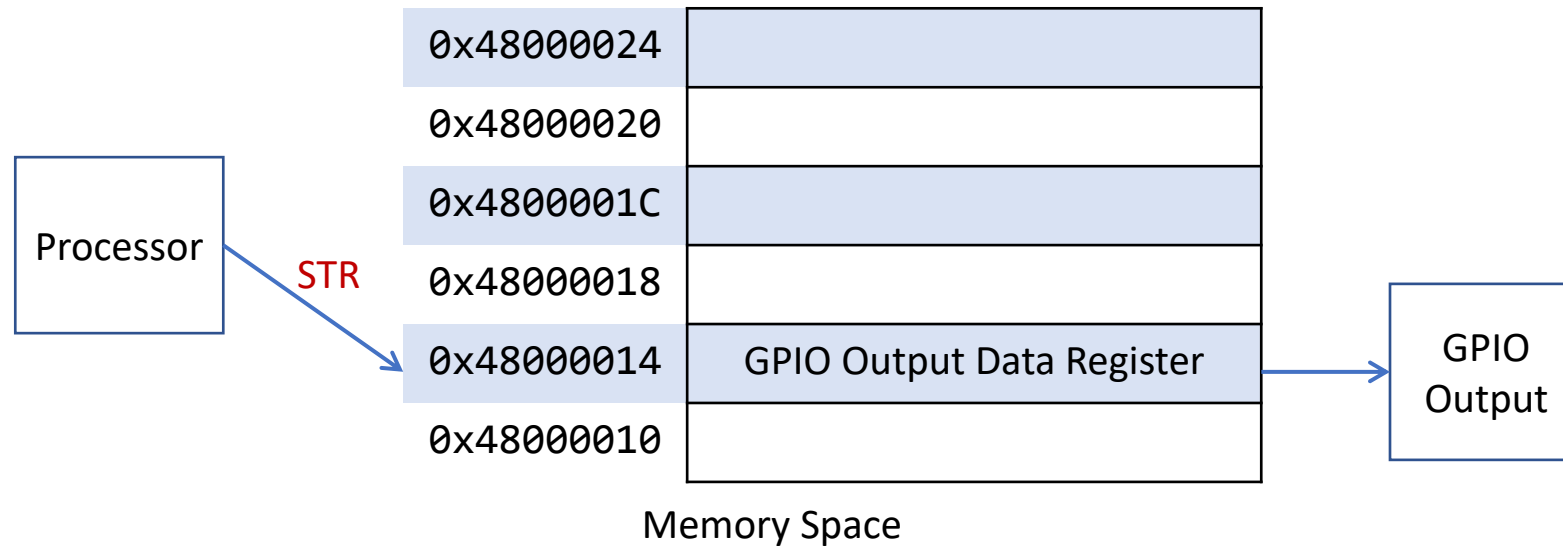 0x48000024
0x48000020
0x4800001C
0x48000018
0x48000014 GPIO Output Data Register
0x48000010
Processor
STR
GPIO
Output
Memory Space